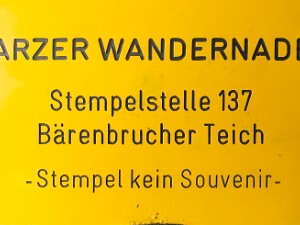 ARZER WANDERNADE
Stempelstelle 137
Bärenbrucher Teich
-Stempel kein Souvenir-